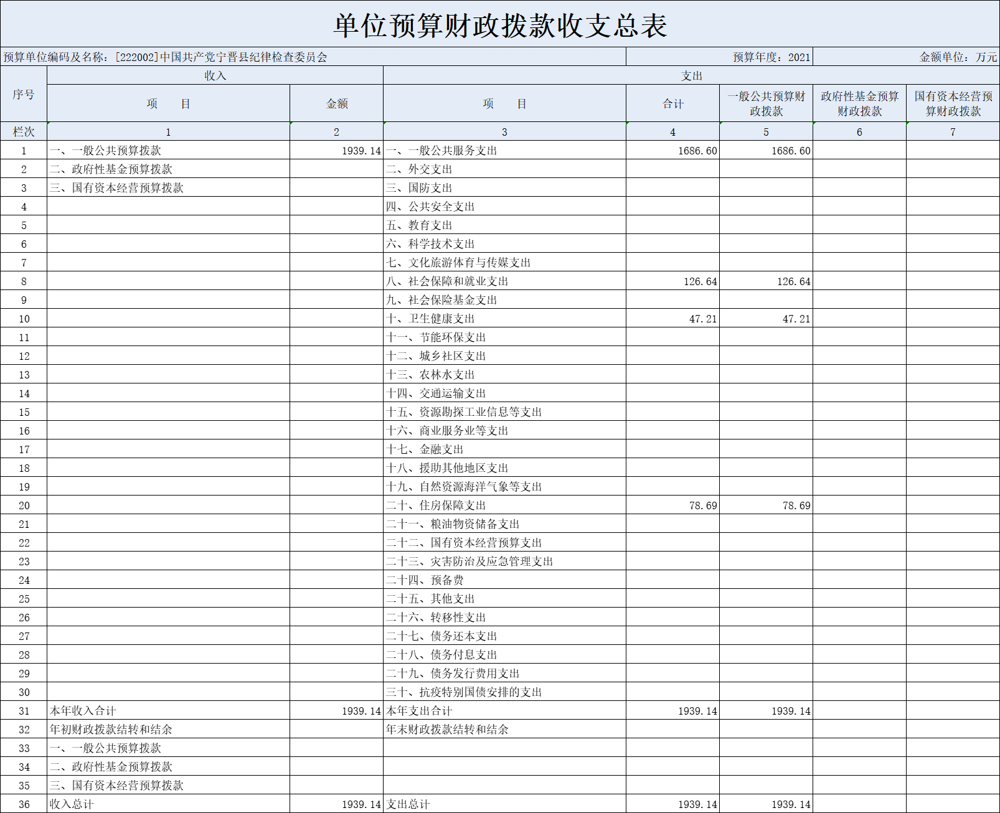 单位预算财政拨款收支总表
预算单位编码及名称：[222002]中国共产党宁晋县纪律检查委员会 预算年度：2021 金额单位：万元
序号 收入 支出
项 目 金额 项 目 合计 一般公共预算财政拨款 政府性基金预算财政拨款 国有资本经营预算财政拨款
栏次 1 2 3 4 5 6 7
1 一、一般公共预算拨款 1939.14 一、一般公共服务支出 1686.60 1686.60
2 二、政府性基金预算拨款 二、外交支出
3 三、国有资本经营预算拨款 三、国防支出
4 四、公共安全支出
5 五、教育支出
6 六、科学技术支出
7 七、文化旅游体育与传媒支出
8 八、社会保障和就业支出 126.64 126.64
9 九、社会保险基金支出
10 十、卫生健康支出 47.21 47.21
11 十一、节能环保支出
12 十二、城乡社区支出
13 十三、农林水支出
14 十四、交通运输支出
15 十五、资源勘探工业信息等支出
16 十六、商业服务业等支出
17 十七、金融支出
18 十八、援助其他地区支出
19 十九、自然资源海洋气象等支出
20 二十、住房保障支出 78.69 78.69
21 二十一、粮油物资储备支出
22 二十二、国有资本经营预算支出
23 二十三、灾害防治及应急管理支出
24 二十四、预备费
25 二十五、其他支出
26 二十六、转移性支出
27 二十七、债务还本支出
28 二十八、债务付息支出
29 二十九、债务发行费用支出
30 三十、抗疫特别国债安排的支出
31 本年收入合计 1939.14 本年支出合计 1939.14 1939.14
32 年初财政拨款结转和结余 年末财政拨款结转和结余
33 一、一般公共预算拨款
34 二、政府性基金预算拨款
35 三、国有资本经营预算拨款
36 收入总计 1939.14 支出总计 1939.14 1939.14